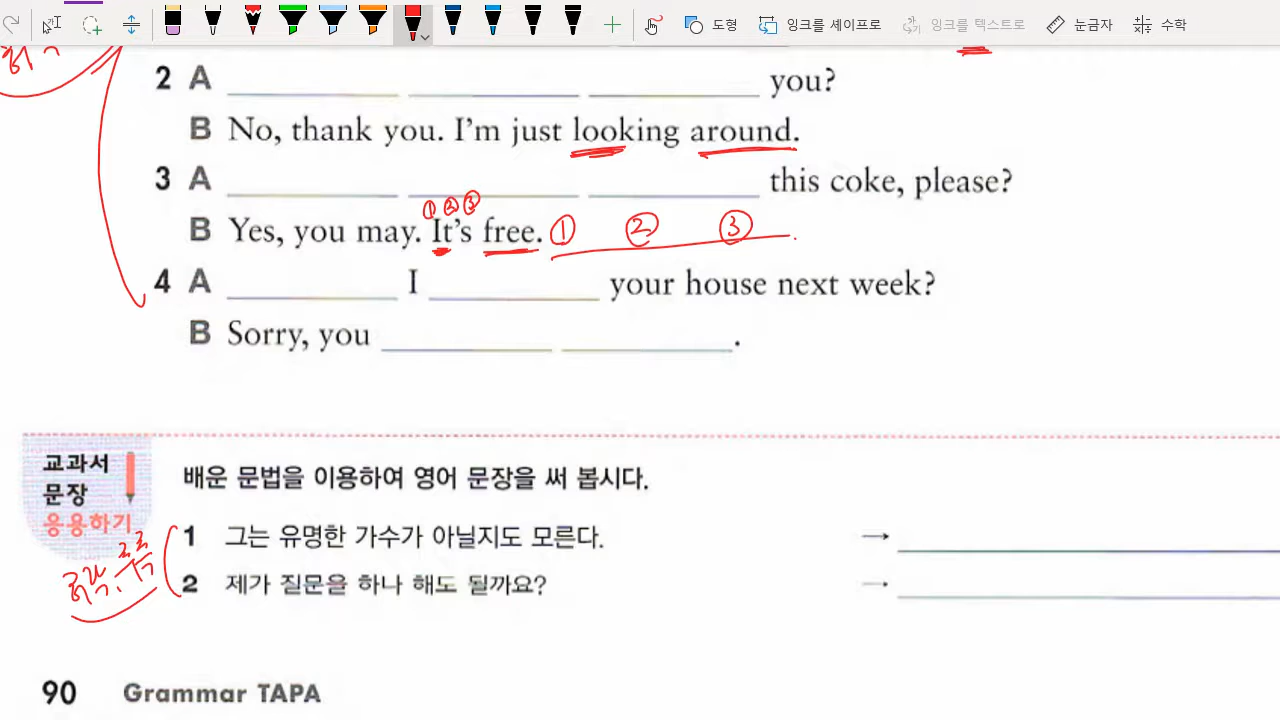 도형 잉크를 셰이프로 잉크를 텍스트로 눈금자 수학
허가
2 A ___ ___ ___ you?
B No, thank you. I'm just looking around.
3 A ___ ___ ___ this coke, please?
① ② ③
B Yes, you may. It's free. ① ② ③
4 A ___ I ___ your house next week?
B Sorry, you ___ ___.
교과서
문장
응용하기
배운 문법을 이용하여 영어 문장을 써 봅시다.
1 그는 유명한 가수가 아닐지도 모른다. →
2 제가 질문을 하나 해도 될까요? →
90 Grammar TAPA